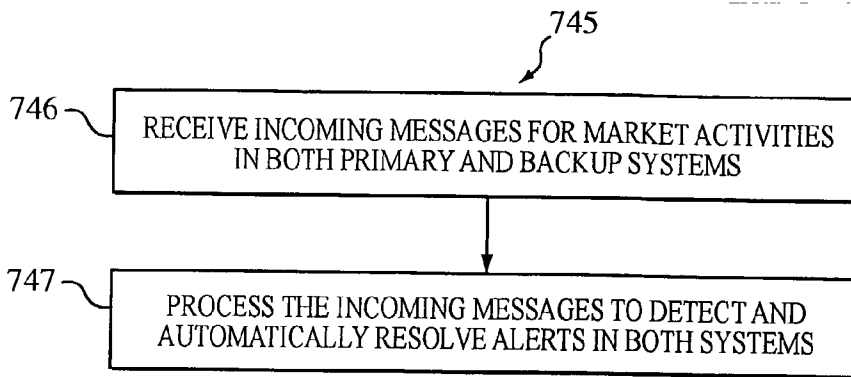 745
746
RECEIVE INCOMING MESSAGES FOR MARKET ACTIVITIES
IN BOTH PRIMARY AND BACKUP SYSTEMS
747
PROCESS THE INCOMING MESSAGES TO DETECT AND
AUTOMATICALLY RESOLVE ALERTS IN BOTH SYSTEMS